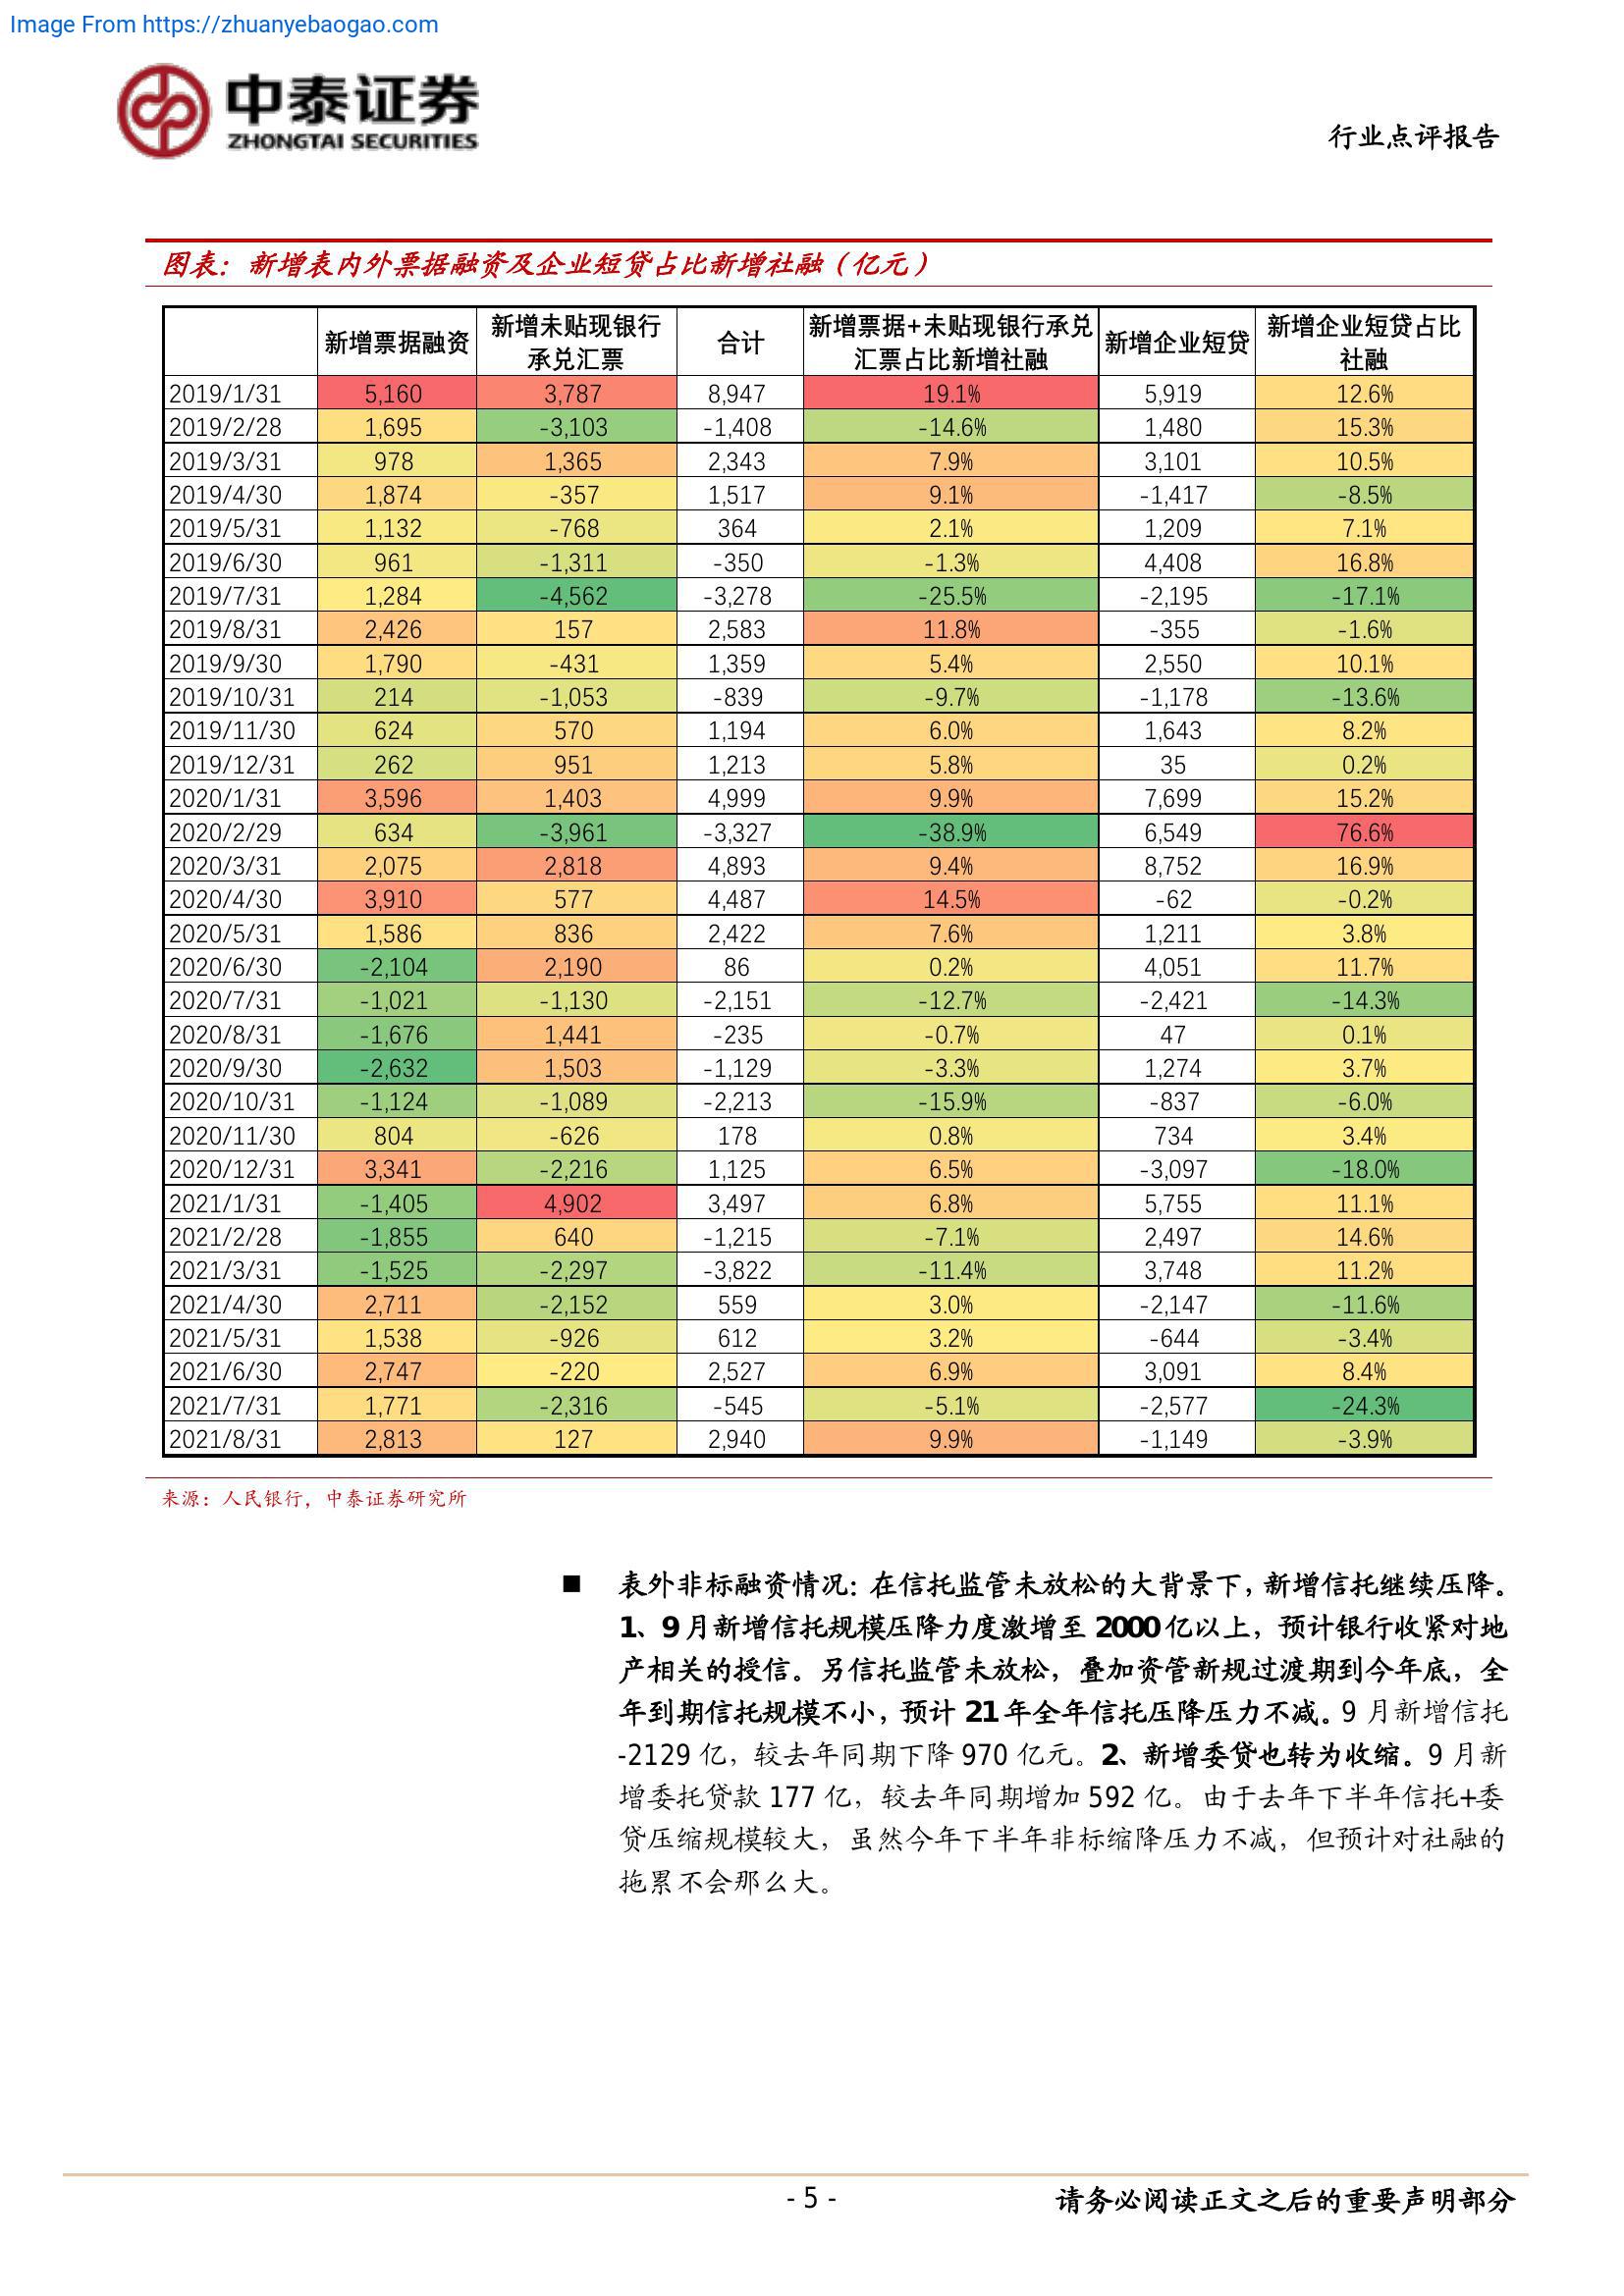 Image From https://zhuanyebaogao.com
中泰证券
ZHONGTAI SECURITIES
行业点评报告
图表：新增表内外票据融资及企业短贷占比新增社融（亿元）
新增票据融资 新增未贴现银行承兑汇票 合计 新增票据+未贴现银行承兑汇票占比新增社融 新增企业短贷 新增企业短贷占比社融
2019/1/31 5,160 3,787 8,947 19.1% 5,919 12.6%
2019/2/28 1,695 -3,103 -1,408 -14.6% 1,480 15.3%
2019/3/31 978 1,365 2,343 7.9% 3,101 10.5%
2019/4/30 1,874 -357 1,517 9.1% -1,417 -8.5%
2019/5/31 1,132 -768 364 2.1% 1,209 7.1%
2019/6/30 961 -1,311 -350 -1.3% 4,408 16.8%
2019/7/31 1,284 -4,562 -3,278 -25.5% -2,195 -17.1%
2019/8/31 2,426 157 2,583 11.8% -355 -1.6%
2019/9/30 1,790 -431 1,359 5.4% 2,550 10.1%
2019/10/31 214 -1,053 -839 -9.7% -1,178 -13.6%
2019/11/30 624 570 1,194 6.0% 1,643 8.2%
2019/12/31 262 951 1,213 5.8% 35 0.2%
2020/1/31 3,596 1,403 4,999 9.9% 7,699 15.2%
2020/2/29 634 -3,961 -3,327 -38.9% 6,549 76.6%
2020/3/31 2,075 2,818 4,893 9.4% 8,752 16.9%
2020/4/30 3,910 577 4,487 14.5% -62 -0.2%
2020/5/31 1,586 836 2,422 7.6% 1,211 3.8%
2020/6/30 -2,104 2,190 86 0.2% 4,051 11.7%
2020/7/31 -1,021 -1,130 -2,151 -12.7% -2,421 -14.3%
2020/8/31 -1,676 1,441 -235 -0.7% 47 0.1%
2020/9/30 -2,632 1,503 -1,129 -3.3% 1,274 3.7%
2020/10/31 -1,124 -1,089 -2,213 -15.9% -837 -6.0%
2020/11/30 804 -626 178 0.8% 734 3.4%
2020/12/31 3,341 -2,216 1,125 6.5% -3,097 -18.0%
2021/1/31 -1,405 4,902 3,497 6.8% 5,755 11.1%
2021/2/28 -1,855 640 -1,215 -7.1% 2,497 14.6%
2021/3/31 -1,525 -2,297 -3,822 -11.4% 3,748 11.2%
2021/4/30 2,711 -2,152 559 3.0% -2,147 -11.6%
2021/5/31 1,538 -926 612 3.2% -644 -3.4%
2021/6/30 2,747 -220 2,527 6.9% 3,091 8.4%
2021/7/31 1,771 -2,316 -545 -5.1% -2,577 -24.3%
2021/8/31 2,813 127 2,940 9.9% -1,149 -3.9%
来源：人民银行，中泰证券研究所
■ 表外非标融资情况：在信托监管未放松的大背景下，新增信托继续压降。
1、9月新增信托规模压降力度激增至 2000亿以上，预计银行收紧对地
产相关的授信。另信托监管未放松，叠加资管新规过渡期到今年底，全
年到期信托规模不小，预计 21年全年信托压降压力不减。9 月新增信托
-2129 亿，较去年同期下降 970 亿元。2、新增委贷也转为收缩。9 月新
增委托贷款 177 亿，较去年同期增加 592 亿。由于去年下半年信托+委
贷压缩规模较大，虽然今年下半年非标缩降压力不减，但预计对社融的
拖累不会那么大。
- 5 -
请务必阅读正文之后的重要声明部分